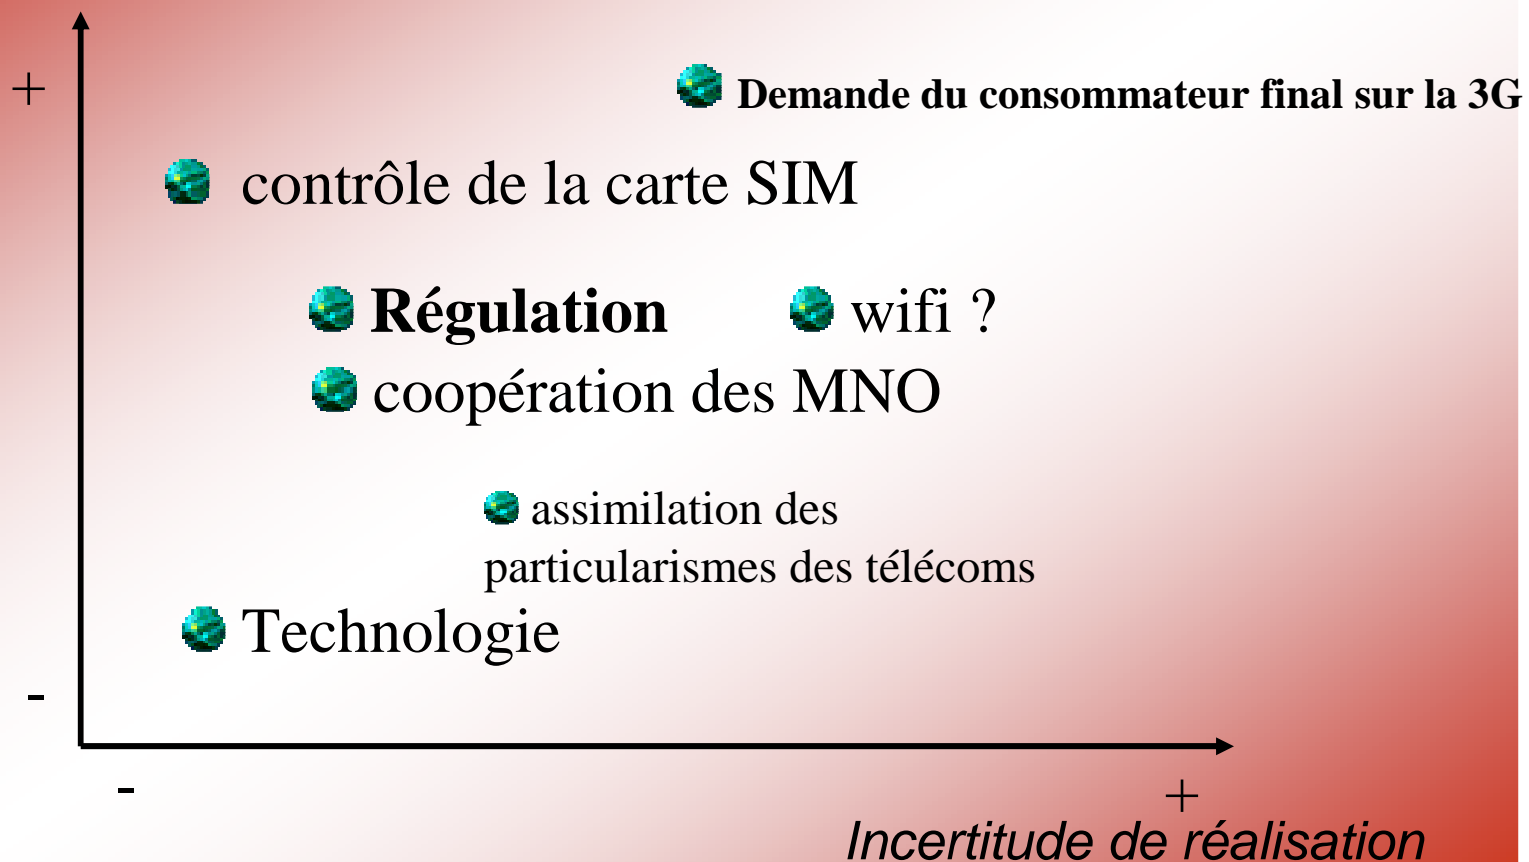 +
Demande du consommateur final sur la 3G
contrôle de la carte SIM
Régulation
wifi ?
coopération des MNO
assimilation des
particularismes des télécoms
Technologie
-
-
+
Incertitude de réalisation